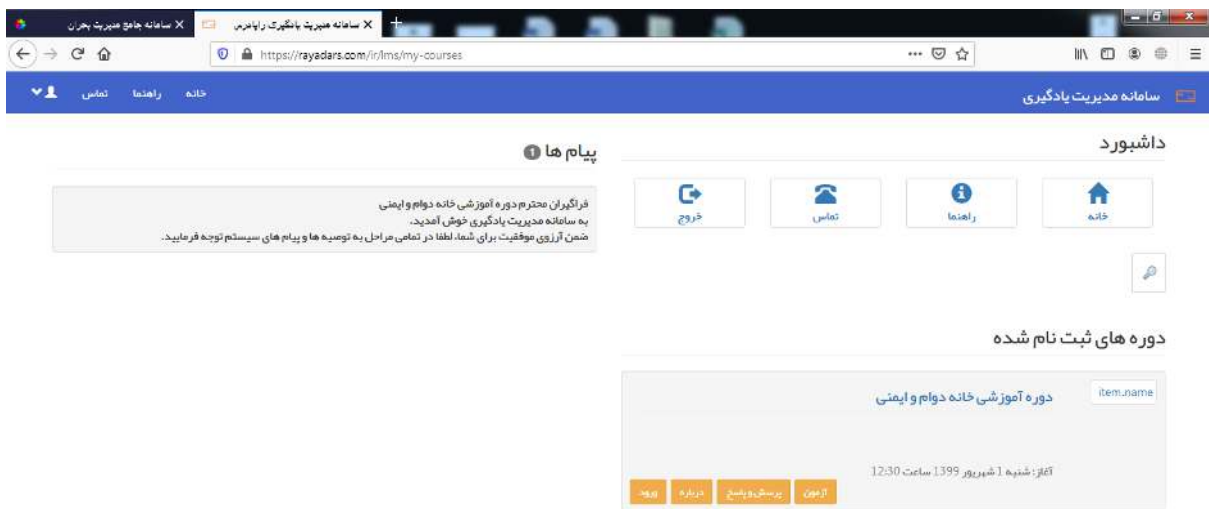 سامانه جامع مدیریت بحران
سامانه مدیریت یادگیری رایادرس
https://rayadars.com/ir/lms/my-courses
سامانه مدیریت یادگیری
خانه
راهنما
تماس
داشبورد
خانه
راهنما
تماس
خروج
پیام ها 1
فراگیران محترم دوره آموزشی خانه دوام و ایمنی
به سامانه مدیریت یادگیری خوش آمدید.
ضمن آرزوی موفقیت برای شما، لطفا در تمامی مراحل به توصیه ها و پیام های سیستم توجه فرمایید.
دوره های ثبت نام شده
item.name
دوره آموزشی خانه دوام و ایمنی
آغاز: شنبه 1 شهریور 1399 ساعت 12:30
آزمون
پرسش و پاسخ
درباره
ورود